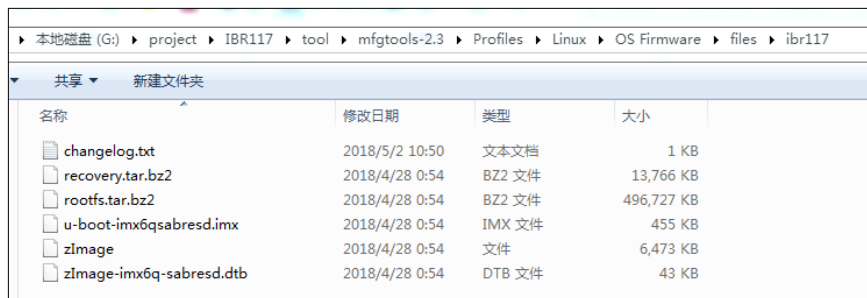 本地磁盘 (G:) ▸ project ▸ IBR117 ▸ tool ▸ mfgtools-2.3 ▸ Profiles ▸ Linux ▸ OS Firmware ▸ files ▸ ibr117
共享 新建文件夹
名称 修改日期 类型 大小
changelog.txt 2018/5/2 10:50 文本文档 1 KB
recovery.tar.bz2 2018/4/28 0:54 BZ2 文件 13,766 KB
rootfs.tar.bz2 2018/4/28 0:54 BZ2 文件 496,727 KB
u-boot-imx6qsabresd.imx 2018/4/28 0:54 IMX 文件 455 KB
zImage 2018/4/28 0:54 文件 6,473 KB
zImage-imx6q-sabresd.dtb 2018/4/28 0:54 DTB 文件 43 KB